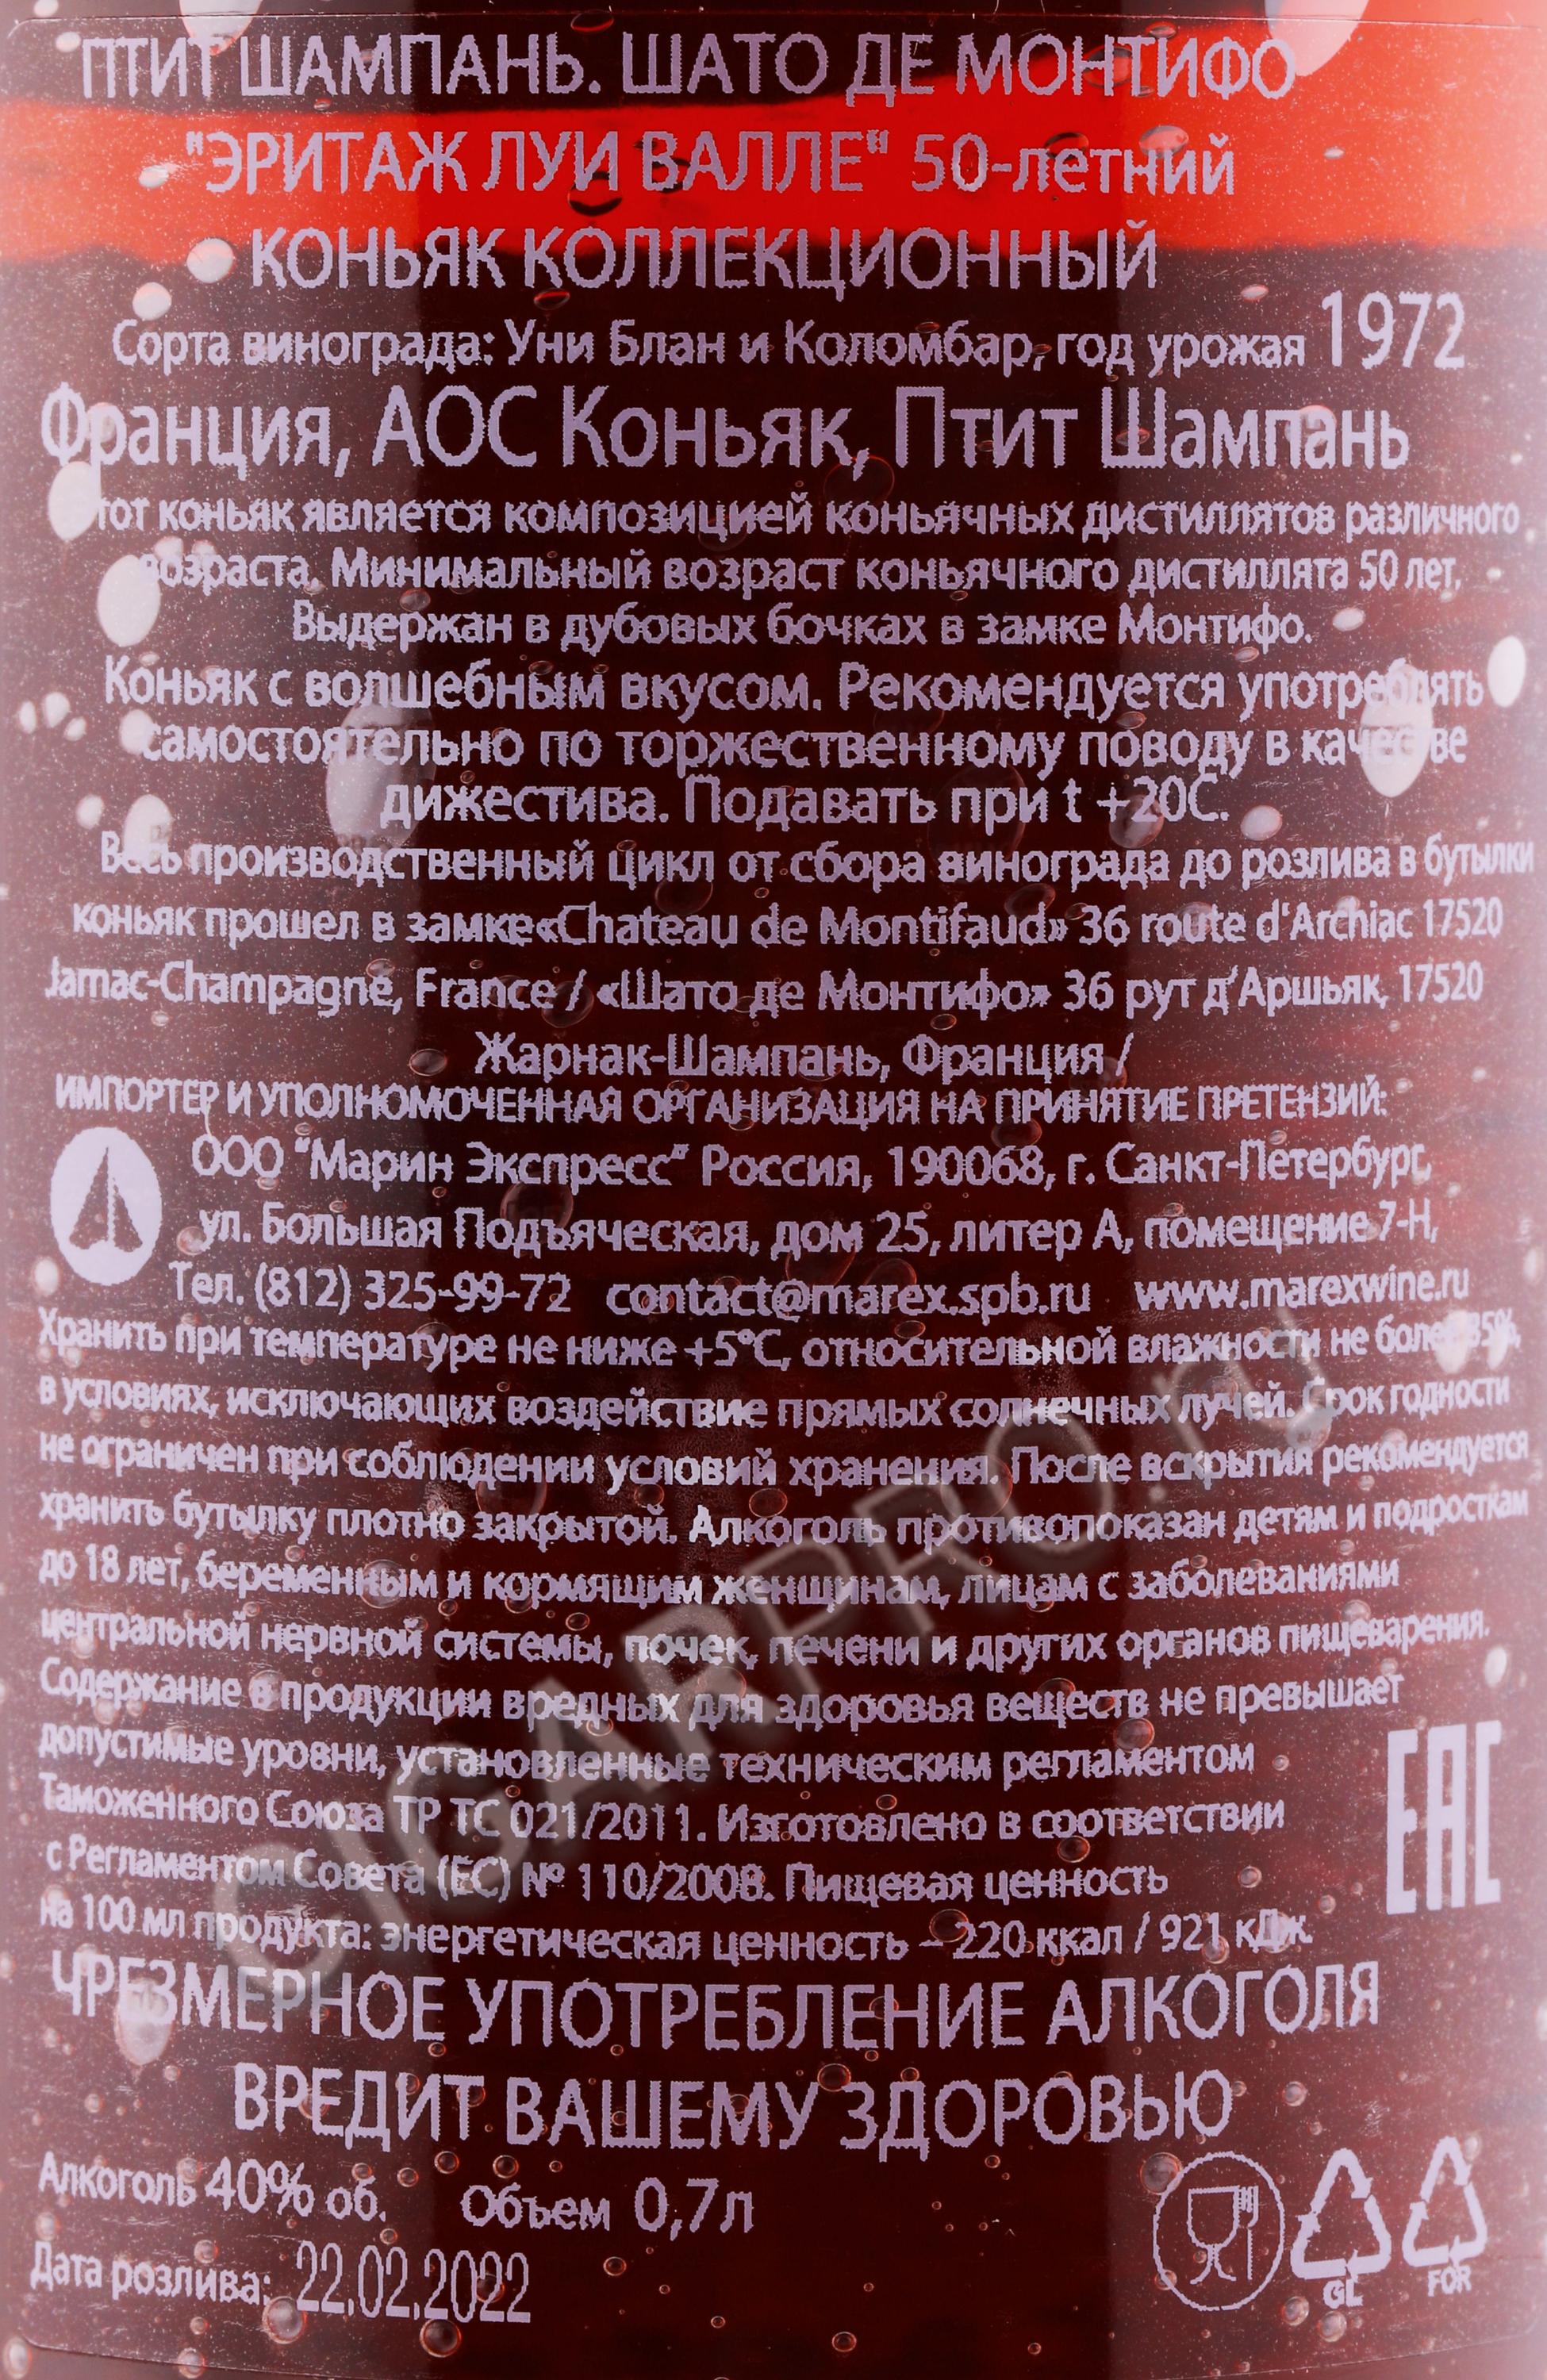 ПТИТ ШАМПАНЬ. ШАТО ДЕ МОНТИФО
"ЭРИТАЖ ЛУИ ВАЛЛЕ" 50-летний
КОНЬЯК КОЛЛЕКЦИОННЫЙ
Сорта винограда: Уни Блан и Коломбар, год урожая 1972
Франция, АОС Коньяк, Птит Шампань
тот коньяк является композицией коньячных дистиллятов различного
возраста. Минимальный возраст коньячного дистиллята 50 лет.
Выдержан в дубовых бочках в замке Монтифо.
Коньяк с волшебным вкусом. Рекомендуется употреблять
самостоятельно по торжественному поводу в качестве
дижестива. Подавать при t +20С.
Весь производственный цикл от сбора винограда до розлива в бутылки
коньяк прошел в замке«Chateau de Montifaud» 36 route d'Archiac 17520
Jarnac-Champagne, France / «Шато де Монтифо» 36 рут д'Аршьяк, 17520
Жарнак-Шампань, Франция /
ИМПОРТЕР И УПОЛНОМОЧЕННАЯ ОРГАНИЗАЦИЯ НА ПРИНЯТИЕ ПРЕТЕНЗИЙ:
ООО "Марин Экспресс" Россия, 190068, г. Санкт-Петербург,
ул. Большая Подъяческая, дом 25, литер А, помещение 7-Н,
Тел. (812) 325-99-72 contact@marex.spb.ru www.marexwine.ru
Хранить при температуре не ниже +5°С, относительной влажности не более 85%,
в условиях, исключающих воздействие прямых солнечных лучей. Срок годности
не ограничен при соблюдении условий хранения. После вскрытия рекомендуется
хранить бутылку плотно закрытой. Алкоголь противопоказан детям и подросткам
до 18 лет, беременным и кормящим женщинам, лицам с заболеваниями
центральной нервной системы, почек, печени и других органов пищеварения.
Содержание в продукции вредных для здоровья веществ не превышает
допустимые уровни, установленные техническим регламентом
Таможенного Союза ТР ТС 021/2011. Изготовлено в соответствии
с Регламентом Совета (ЕС) № 110/2008. Пищевая ценность
на 100 мл продукта: энергетическая ценность – 220 ккал / 921 кДж.
EAC
ЧРЕЗМЕРНОЕ УПОТРЕБЛЕНИЕ АЛКОГОЛЯ
ВРЕДИТ ВАШЕМУ ЗДОРОВЬЮ
Алкоголь 40% об. Объем 0,7л
Дата розлива: 22.02.2022
GL FOR
CIGARPRO.ru